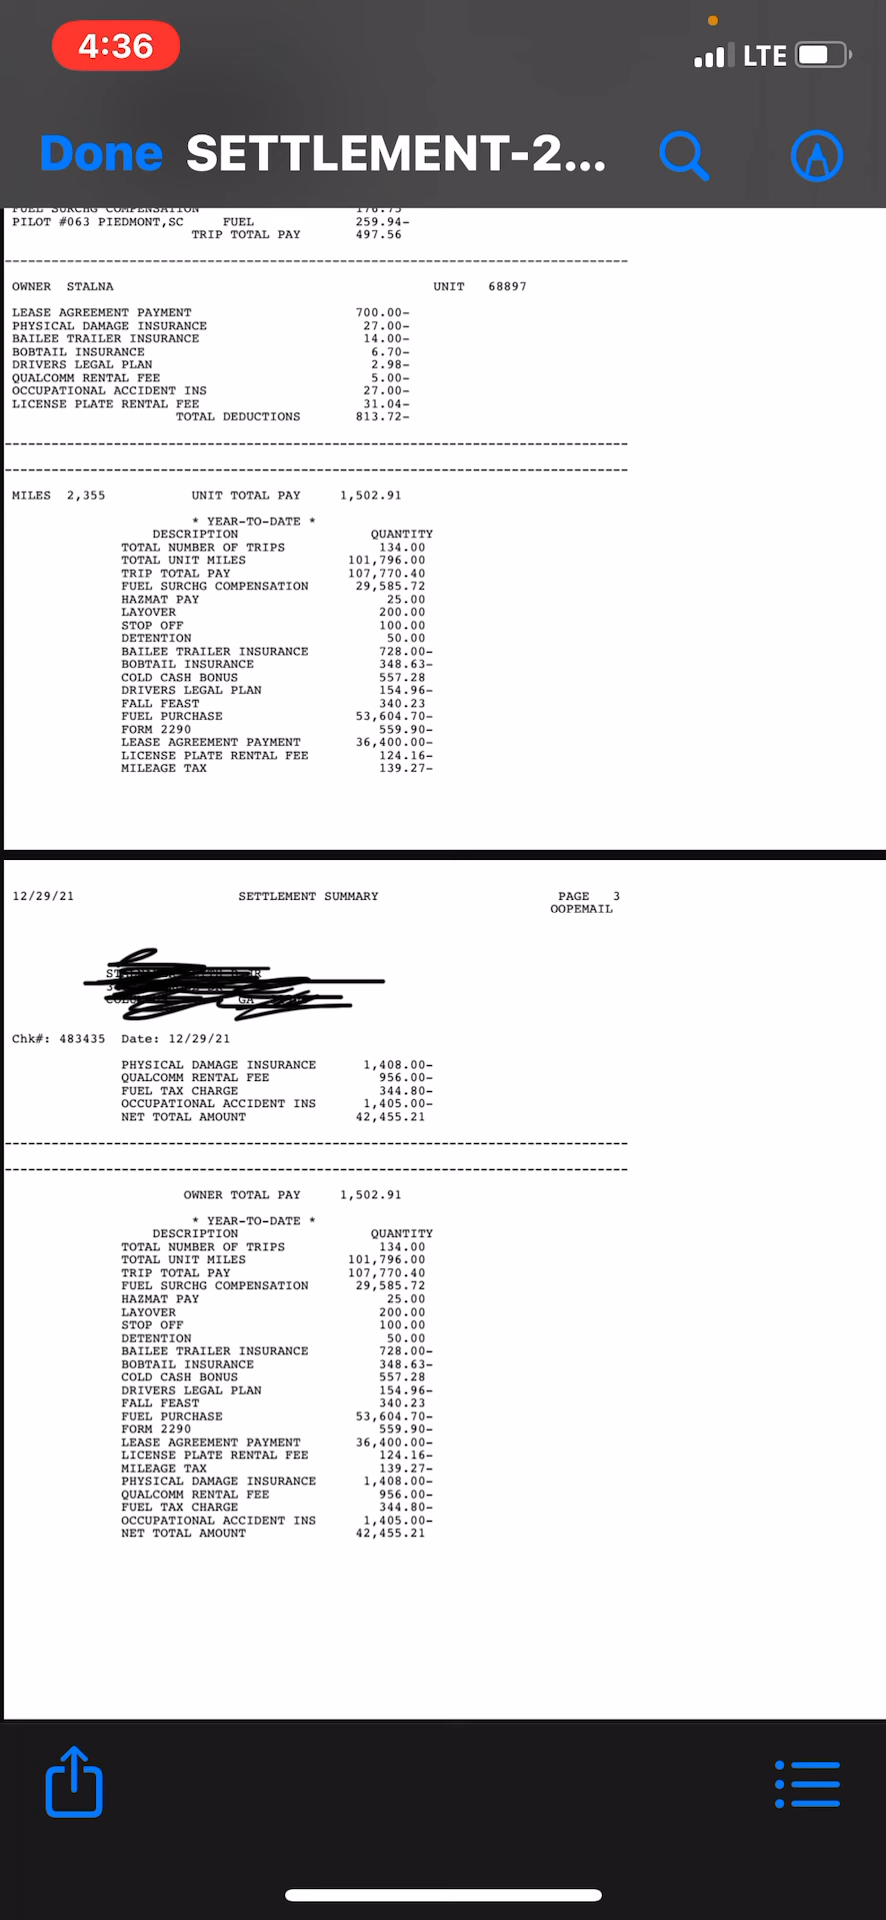 4:36
LTE
Done SETTLEMENT-2...
FUEL SURCHG COMPENSATION 176.75
PILOT #063 PIEDMONT,SC FUEL 259.94-
TRIP TOTAL PAY 497.56
OWNER STALNA UNIT 68897
LEASE AGREEMENT PAYMENT 700.00-
PHYSICAL DAMAGE INSURANCE 27.00-
BAILEE TRAILER INSURANCE 14.00-
BOBTAIL INSURANCE 6.70-
DRIVERS LEGAL PLAN 2.98-
QUALCOMM RENTAL FEE 5.00-
OCCUPATIONAL ACCIDENT INS 27.00-
LICENSE PLATE RENTAL FEE 31.04-
TOTAL DEDUCTIONS 813.72-
MILES 2,355 UNIT TOTAL PAY 1,502.91
* YEAR-TO-DATE *
DESCRIPTION QUANTITY
TOTAL NUMBER OF TRIPS 134.00
TOTAL UNIT MILES 101,796.00
TRIP TOTAL PAY 107,770.40
FUEL SURCHG COMPENSATION 29,585.72
HAZMAT PAY 25.00
LAYOVER 200.00
STOP OFF 100.00
DETENTION 50.00
BAILEE TRAILER INSURANCE 728.00-
BOBTAIL INSURANCE 348.63-
COLD CASH BONUS 557.28
DRIVERS LEGAL PLAN 154.96-
FALL FEAST 340.23
FUEL PURCHASE 53,604.70-
FORM 2290 559.90-
LEASE AGREEMENT PAYMENT 36,400.00-
LICENSE PLATE RENTAL FEE 124.16-
MILEAGE TAX 139.27-
12/29/21 SETTLEMENT SUMMARY PAGE 3
OOPEMAIL
GA
Chk#: 483435 Date: 12/29/21
PHYSICAL DAMAGE INSURANCE 1,408.00-
QUALCOMM RENTAL FEE 956.00-
FUEL TAX CHARGE 344.80-
OCCUPATIONAL ACCIDENT INS 1,405.00-
NET TOTAL AMOUNT 42,455.21
OWNER TOTAL PAY 1,502.91
* YEAR-TO-DATE *
DESCRIPTION QUANTITY
TOTAL NUMBER OF TRIPS 134.00
TOTAL UNIT MILES 101,796.00
TRIP TOTAL PAY 107,770.40
FUEL SURCHG COMPENSATION 29,585.72
HAZMAT PAY 25.00
LAYOVER 200.00
STOP OFF 100.00
DETENTION 50.00
BAILEE TRAILER INSURANCE 728.00-
BOBTAIL INSURANCE 348.63-
COLD CASH BONUS 557.28
DRIVERS LEGAL PLAN 154.96-
FALL FEAST 340.23
FUEL PURCHASE 53,604.70-
FORM 2290 559.90-
LEASE AGREEMENT PAYMENT 36,400.00-
LICENSE PLATE RENTAL FEE 124.16-
MILEAGE TAX 139.27-
PHYSICAL DAMAGE INSURANCE 1,408.00-
QUALCOMM RENTAL FEE 956.00-
FUEL TAX CHARGE 344.80-
OCCUPATIONAL ACCIDENT INS 1,405.00-
NET TOTAL AMOUNT 42,455.21